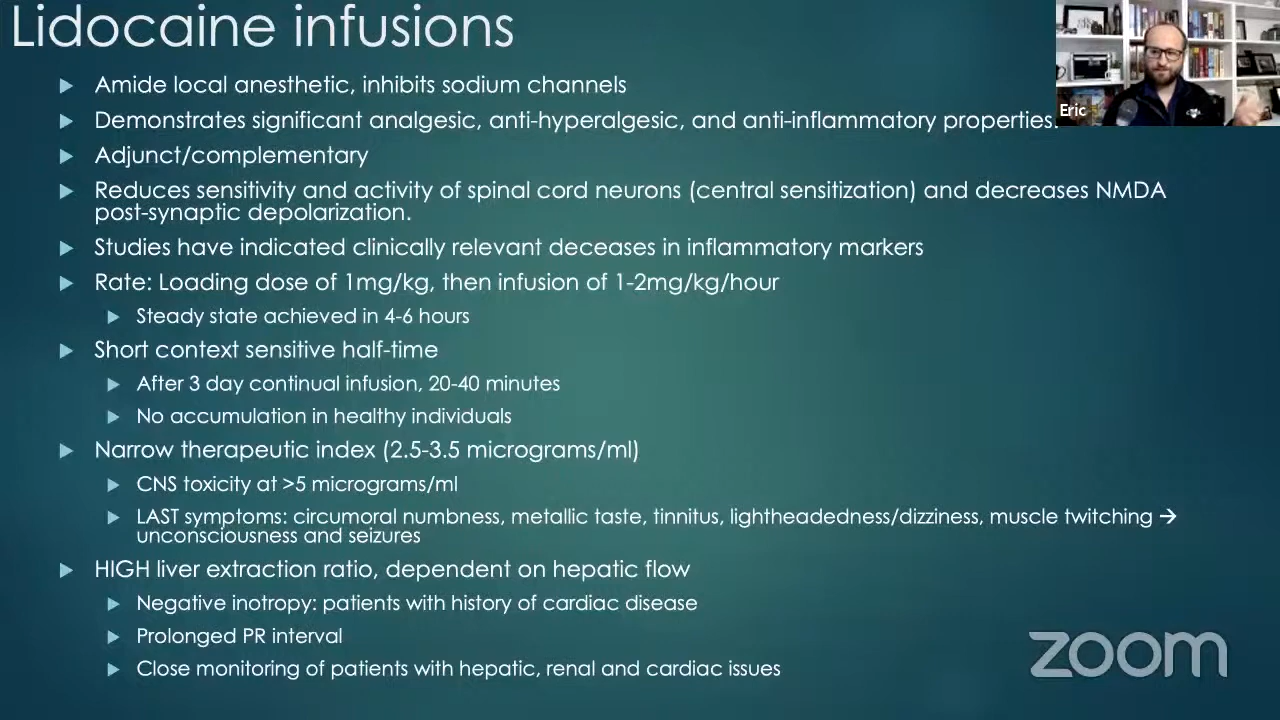 Lidocaine infusions
Amide local anesthetic, inhibits sodium channels
Demonstrates significant analgesic, anti-hyperalgesic, and anti-inflammatory properties.
Eric
Adjunct/complementary
Reduces sensitivity and activity of spinal cord neurons (central sensitization) and decreases NMDA
post-synaptic depolarization.
Studies have indicated clinically relevant deceases in inflammatory markers
Rate: Loading dose of 1mg/kg, then infusion of 1-2mg/kg/hour
Steady state achieved in 4-6 hours
Short context sensitive half-time
After 3 day continual infusion, 20-40 minutes
No accumulation in healthy individuals
Narrow therapeutic index (2.5-3.5 micrograms/ml)
CNS toxicity at >5 micrograms/ml
LAST symptoms: circumoral numbness, metallic taste, tinnitus, lightheadedness/dizziness, muscle twitching →
unconsciousness and seizures
HIGH liver extraction ratio, dependent on hepatic flow
Negative inotropy: patients with history of cardiac disease
Prolonged PR interval
Close monitoring of patients with hepatic, renal and cardiac issues
zoom